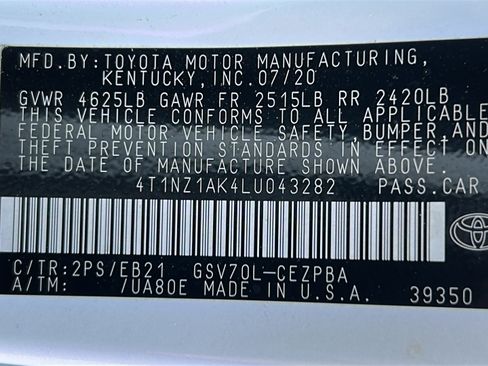 MFD.BY: TOYOTA MOTOR MANUFACTURING,
KENTUCKY, INC. 07/20
GVWR 4625LB GAWR FR 2515LB RR 2420LB
THIS VEHICLE CONFORMS TO ALL APPLICABLE
FEDERAL MOTOR VEHICLE SAFETY, BUMPER, AND
THEFT PREVENTION STANDARDS IN EFFECT ON
THE DATE OF MANUFACTURE SHOWN ABOVE.
4T1NZ1AK4LU043282 PASS.CAR
C/TR:2PS/EB21 GSV70L-CEZPBA
A/TM: /UA80E MADE IN U.S.A. 39350